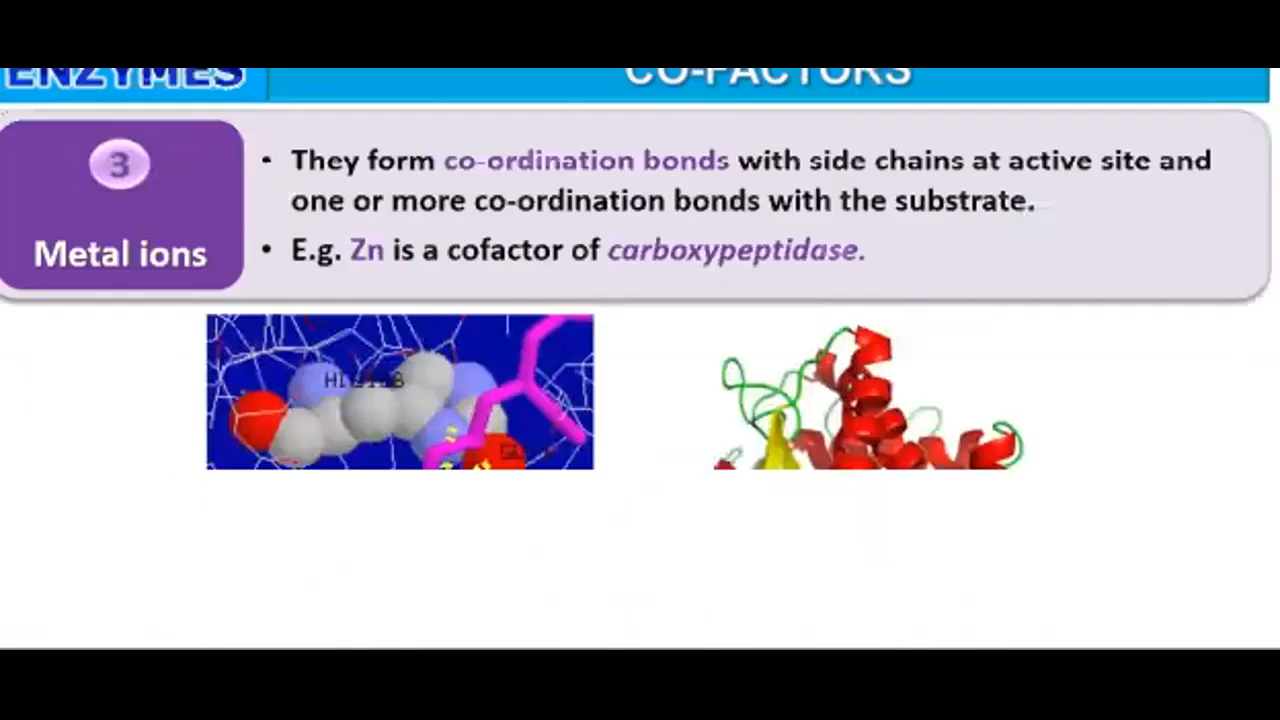 ENZYMES
CO-FACTORS
3
Metal ions
• They form co-ordination bonds with side chains at active site and
one or more co-ordination bonds with the substrate.
• E.g. Zn is a cofactor of carboxypeptidase.